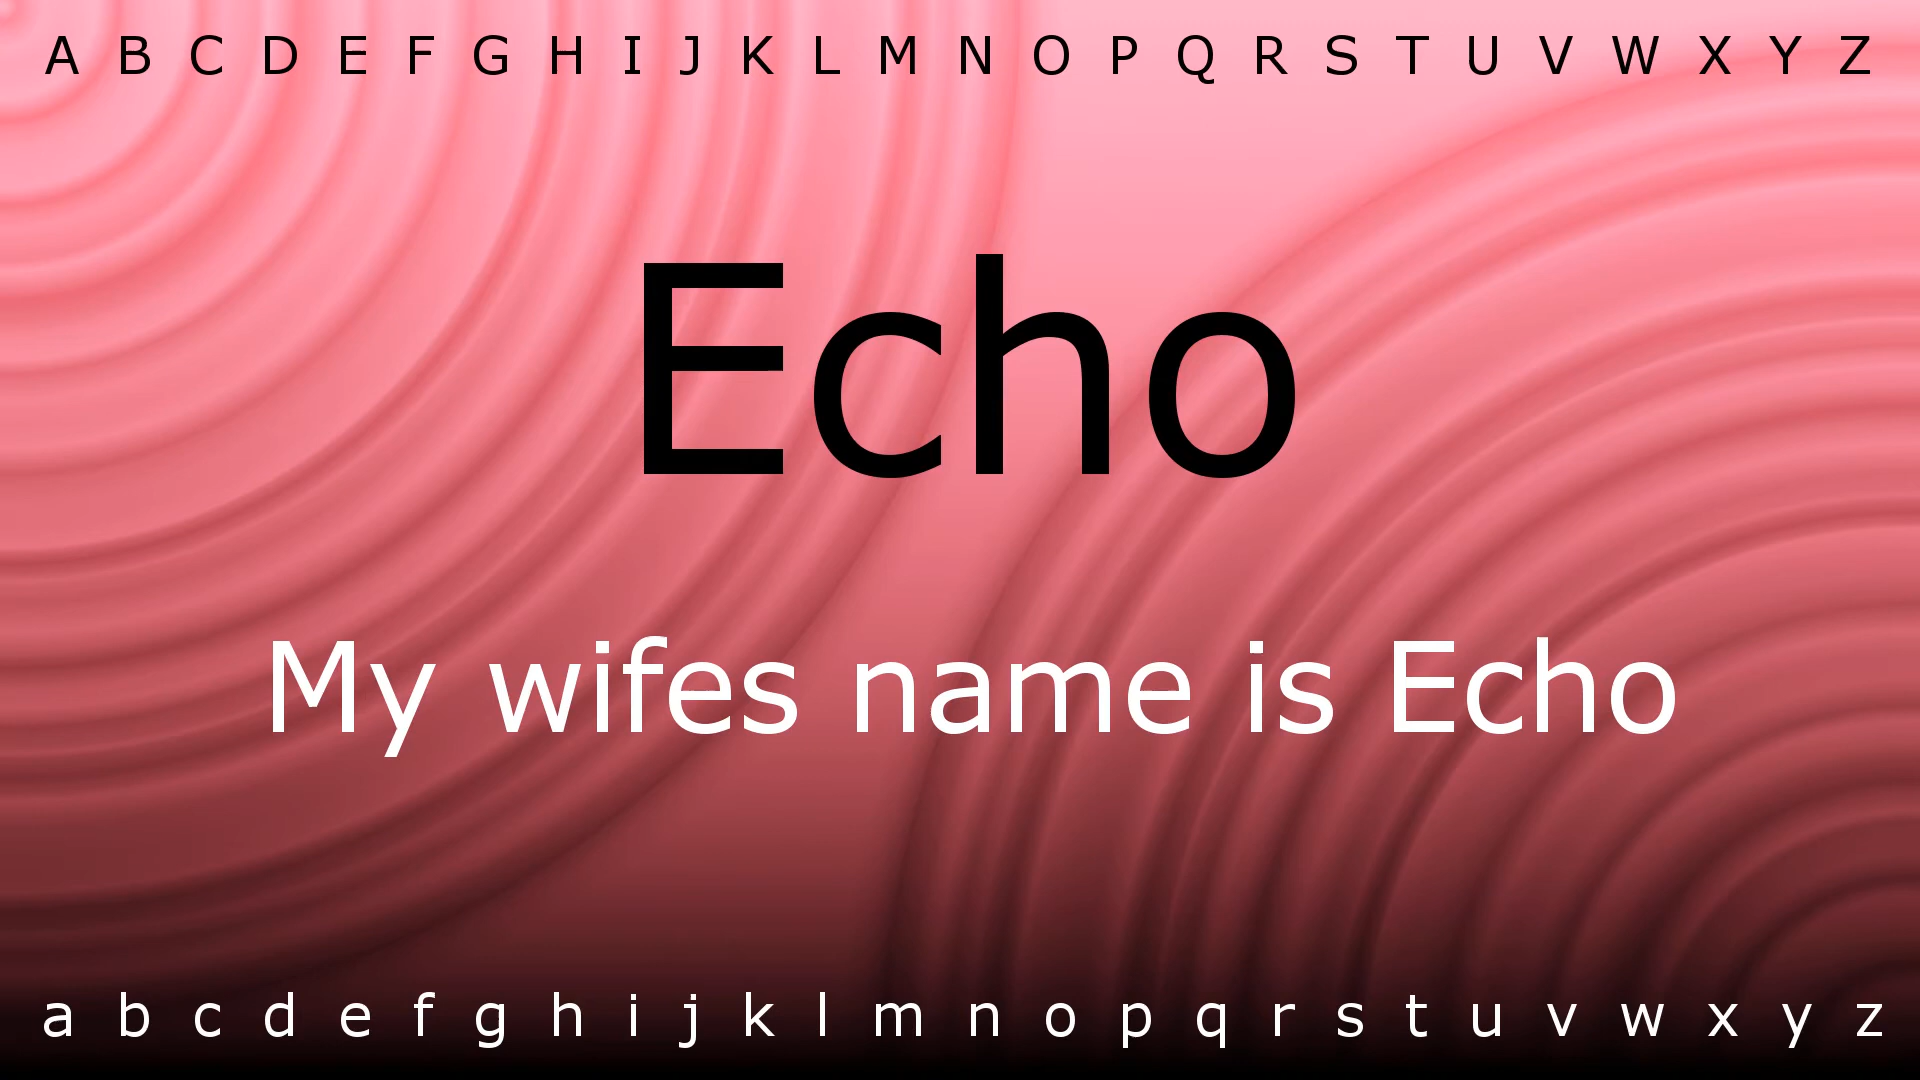 A B C D E F G H I J K L M N O P Q R S T U V W X Y Z
Echo
My wifes name is Echo
a b c d e f g h i j k l m n o p q r s t u v w x y z